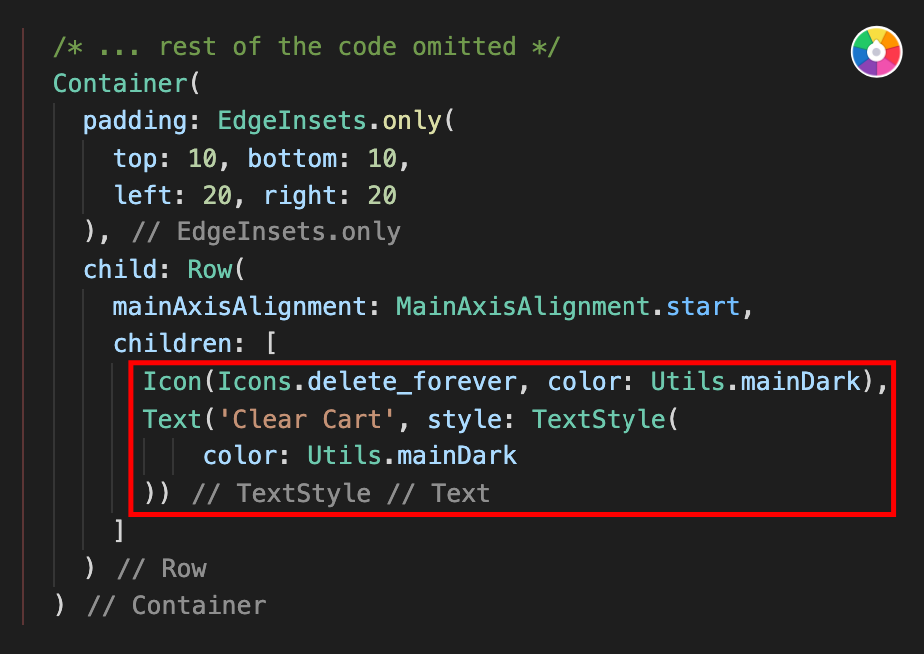 /* ... rest of the code omitted */
Container(
padding: EdgeInsets.only(
top: 10, bottom: 10,
left: 20, right: 20
), // EdgeInsets.only
child: Row(
mainAxisAlignment: MainAxisAlignment.start,
children: [
Icon(Icons.delete_forever, color: Utils.mainDark),
Text('Clear Cart', style: TextStyle(
color: Utils.mainDark
)) // TextStyle // Text
]
) // Row
) // Container